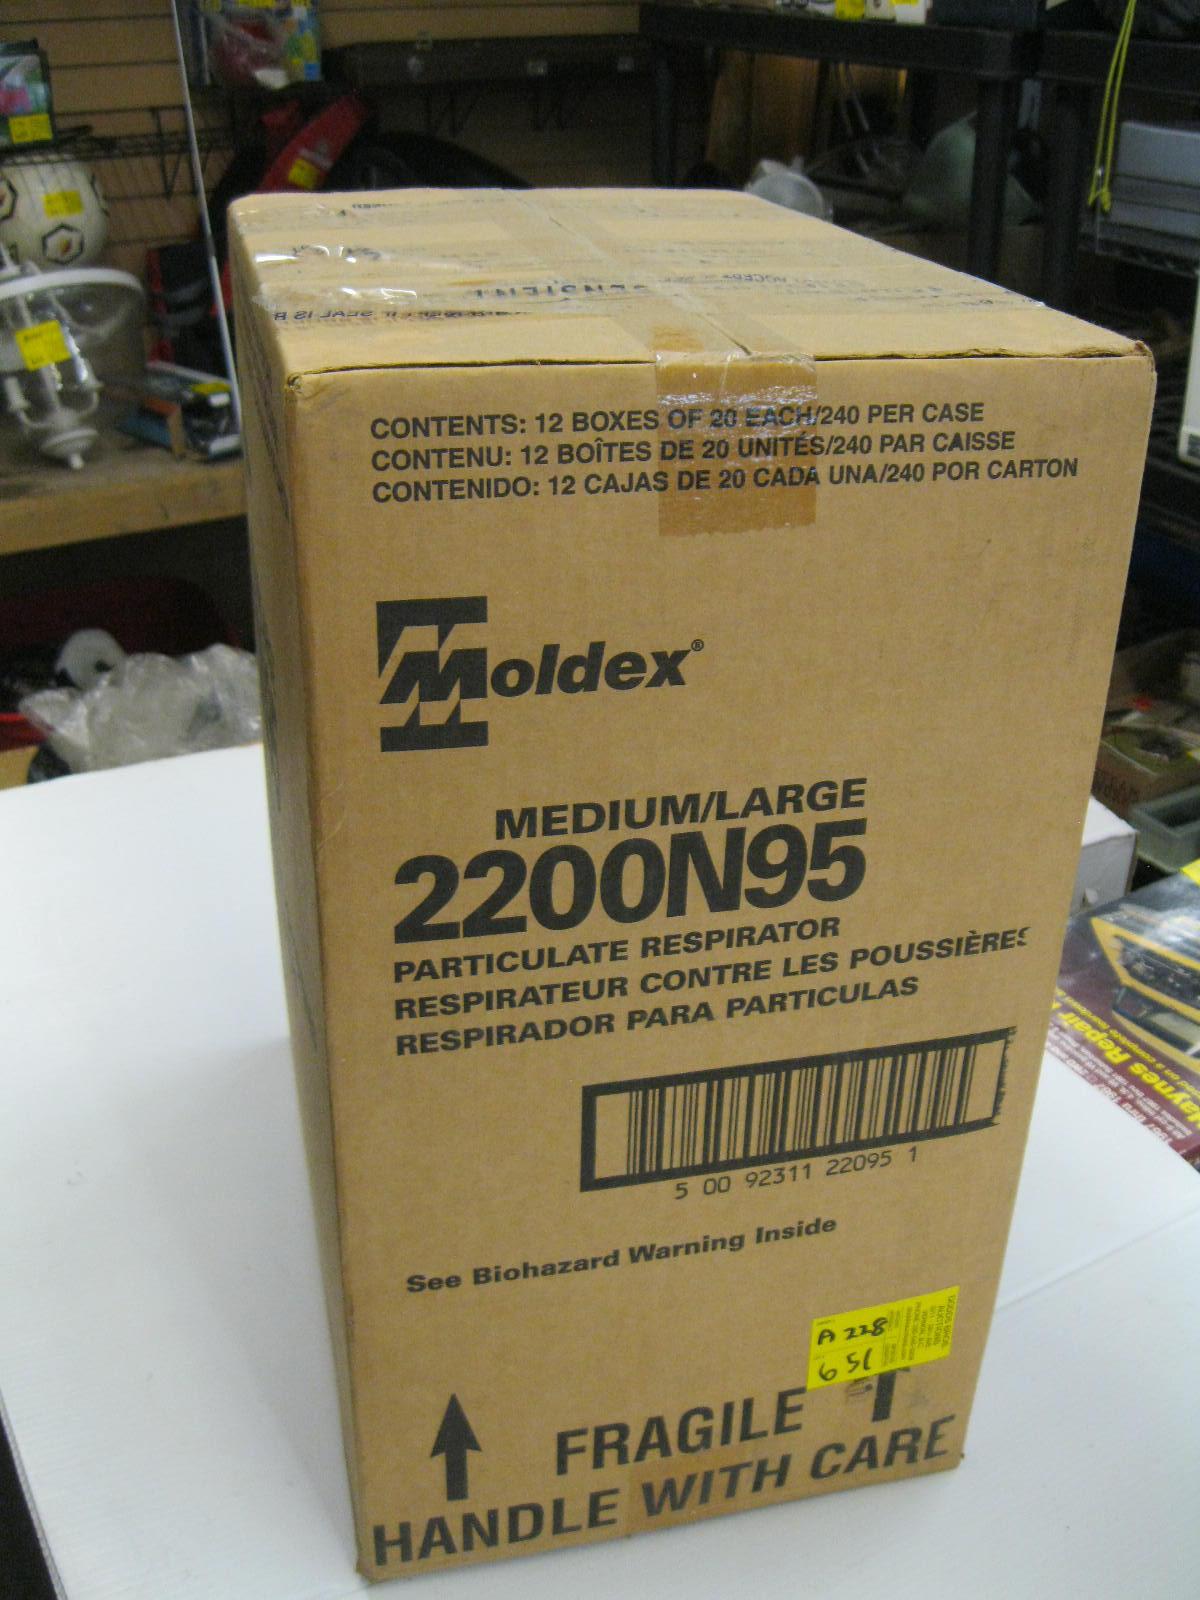 CONTENTS: 12 BOXES OF 20 EACH/240 PER CASE
CONTENU: 12 BOÎTES DE 20 UNITÉS/240 PAR CAISSE
CONTENIDO: 12 CAJAS DE 20 CADA UNA/240 POR CARTON
Moldex®
MEDIUM/LARGE
2200N95
PARTICULATE RESPIRATOR
RESPIRATEUR CONTRE LES POUSSIÈRES
RESPIRADOR PARA PARTICULAS
5 00 92311 22095 1
See Biohazard Warning Inside
A 228
651
FRAGILE
HANDLE WITH CARE
Haynes Repair